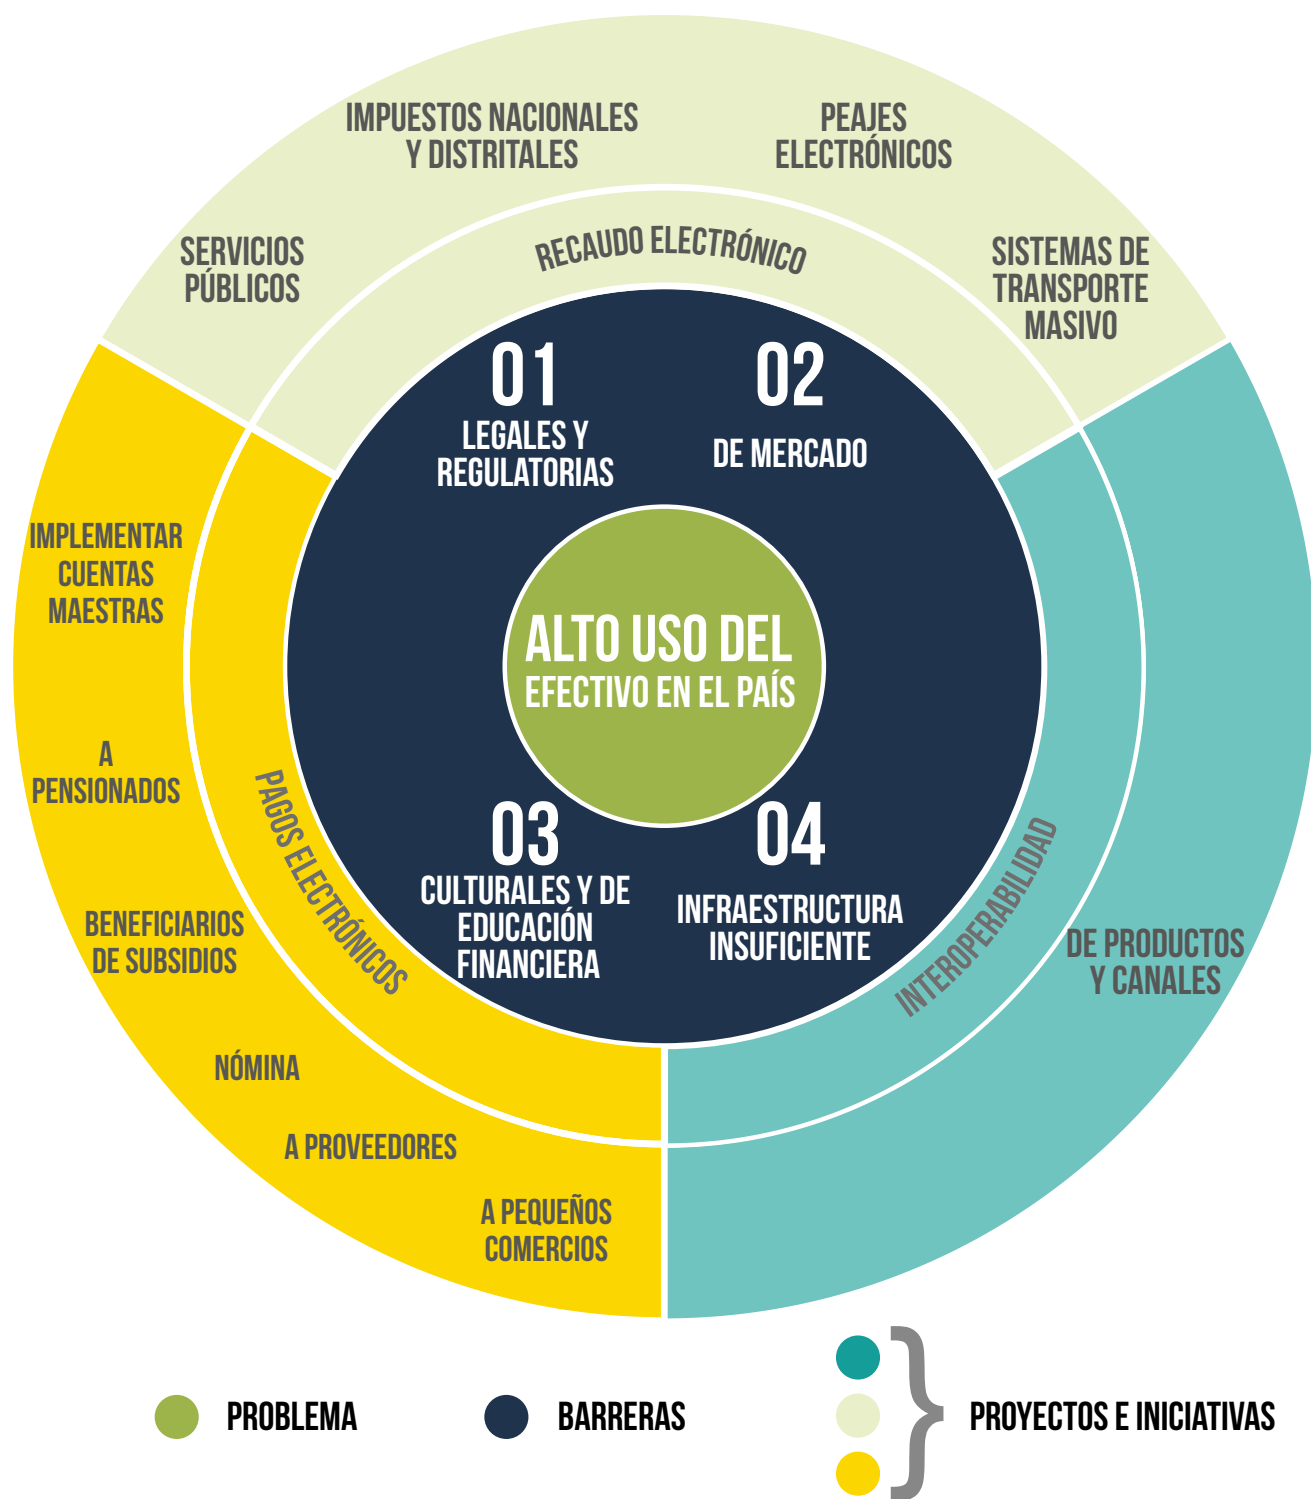 IMPUESTOS NACIONALES
Y DISTRITALES
PEAJES
ELECTRÓNICOS
SERVICIOS
PÚBLICOS
RECAUDO ELECTRÓNICO
SISTEMAS DE
TRANSPORTE
MASIVO
01
LEGALES Y
REGULATORIAS
02
DE MERCADO
IMPLEMENTAR
CUENTAS
MAESTRAS
ALTO USO DEL
EFECTIVO EN EL PAÍS
A
PENSIONADOS
PAGOS ELECTRÓNICOS
03
CULTURALES Y DE
EDUCACIÓN
FINANCIERA
04
INFRAESTRUCTURA
INSUFICIENTE
INTEROPERABILIDAD
DE PRODUCTOS
Y CANALES
BENEFICIARIOS
DE SUBSIDIOS
NÓMINA
A PROVEEDORES
A PEQUEÑOS
COMERCIOS
PROBLEMA
BARRERAS
PROYECTOS E INICIATIVAS